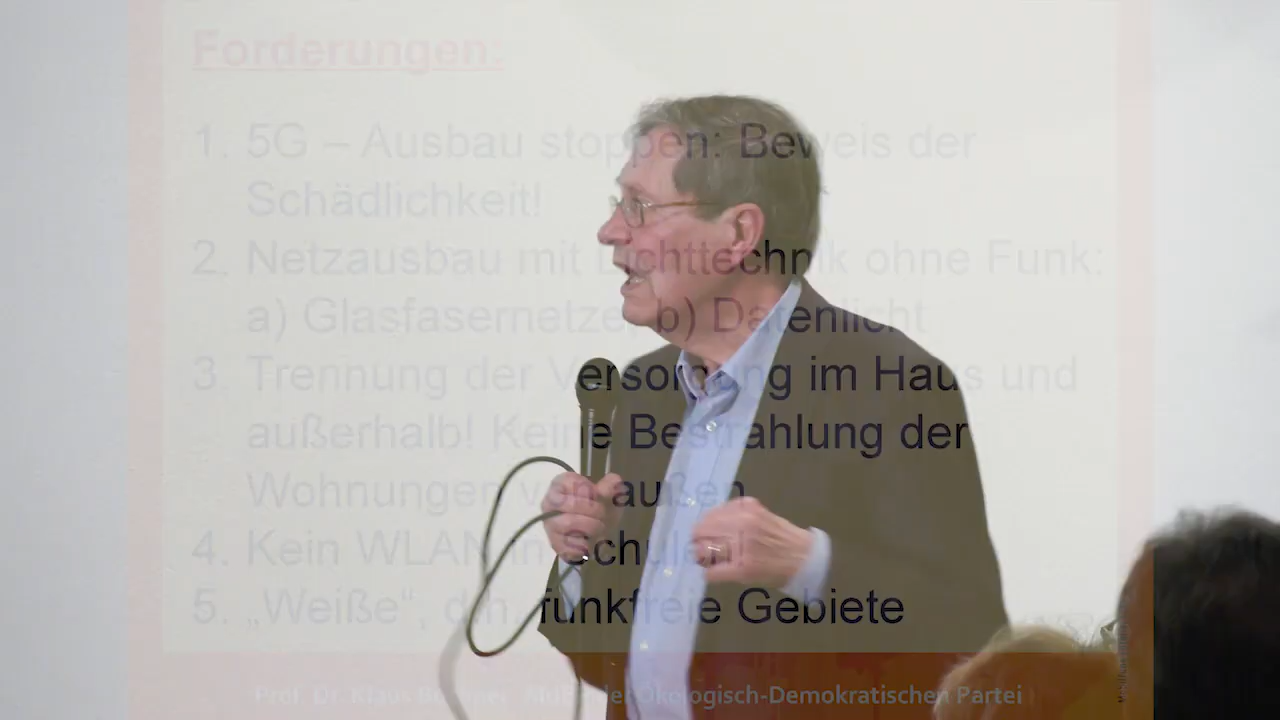 Forderungen:
1. 5G – Ausbau stoppen: Beweis der
Schädlichkeit!
2. Netzausbau mit Lichttechnik ohne Funk:
a) Glasfasernetze, b) Datenlicht
3. Trennung der Versorgung im Haus und
außerhalb! Keine Bestrahlung der
Wohnungen von außen
4. Kein WLAN in Schulen!
5. „Weiße“, d.h. funkfreie Gebiete
Prof. Dr. Klaus der Ökologisch-Demokratischen Partei